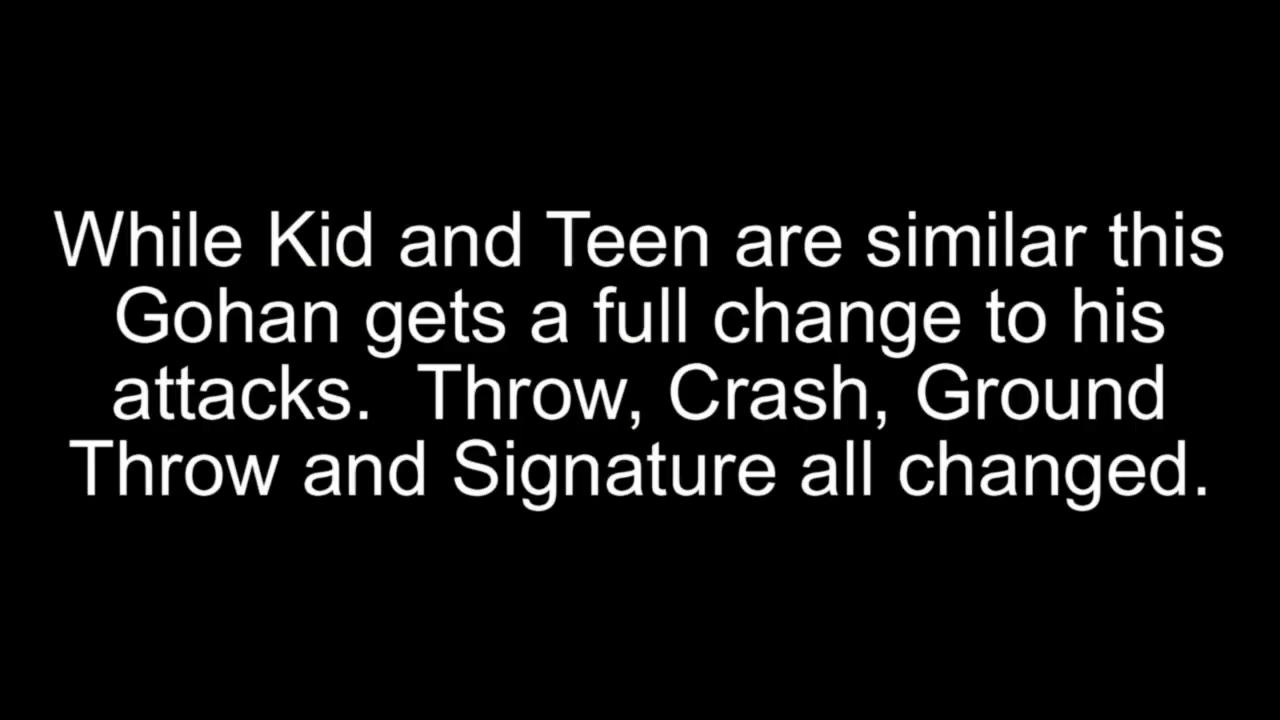 While Kid and Teen are similar this
Gohan gets a full change to his
attacks.  Throw, Crash, Ground
Throw and Signature all changed.